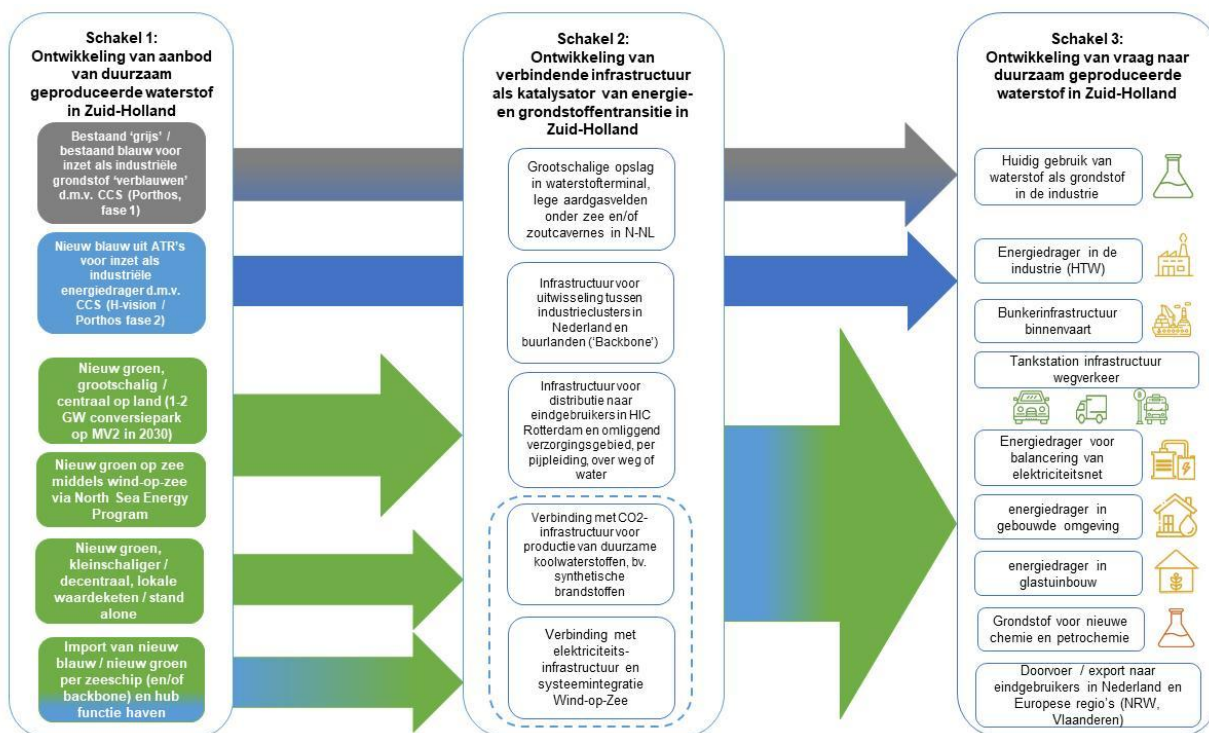 Schakel 1:
Ontwikkeling van aanbod
van duurzaam
geproduceerde waterstof
in Zuid-Holland
Bestaand ‘grijs’ /
bestaand blauw voor
inzet als industriële
grondstof ‘verblauwen’
d.m.v. CCS (Porthos,
fase 1)
Nieuw blauw uit ATR's
voor inzet als
industriële
energiedrager d.m.v.
CCS (H-vision /
Porthos fase 2)
Nieuw groen,
grootschalig /
centraal op land (1-2
GW conversiepark
op MV2 in 2030)
Nieuw groen op zee
middels wind-op-zee
via North Sea Energy
Program
Nieuw groen,
kleinschaliger /
decentraal, lokale
waardeketen / stand
alone
Import van nieuw
blauw / nieuw groen
per zeeschip (en/of
backbone) en hub
functie haven
Schakel 2:
Ontwikkeling van
verbindende infrastructuur
als katalysator van energie-
en grondstoffentransitie in
Zuid-Holland
Grootschalige opslag
in waterstofterminal,
lege aardgasvelden
onder zee en/of
zoutcavernes in N-NL
Infrastructuur voor
uitwisseling tussen
industrieclusters in
Nederland en
buurlanden (‘Backbone’)
Infrastructuur voor
distributie naar
eindgebruikers in HIC
Rotterdam en omliggend
verzorgingsgebied, per
pijpleiding, over weg of
water
Verbinding met CO2-
infrastructuur voor
productie van duurzame
koolwaterstoffen, bv.
synthetische
brandstoffen
Verbinding met
elektriciteits-
infrastructuur en
systeemintegratie
Wind-op-Zee
Schakel 3:
Ontwikkeling van vraag naar
duurzaam geproduceerde
waterstof in Zuid-Holland
Huidig gebruik van
waterstof als grondstof
in de industrie
Energiedrager in de
industrie (HTW)
Bunkerinfrastructuur
binnenvaart
Tankstation infrastructuur
wegverkeer
Energiedrager voor
balancering van
elektriciteitsnet
energiedrager in
gebouwde omgeving
energiedrager in
glastuinbouw
Grondstof voor nieuwe
chemie en petrochemie
Doorvoer / export naar
eindgebruikers in Nederland en
Europese regio's (NRW,
Vlaanderen)